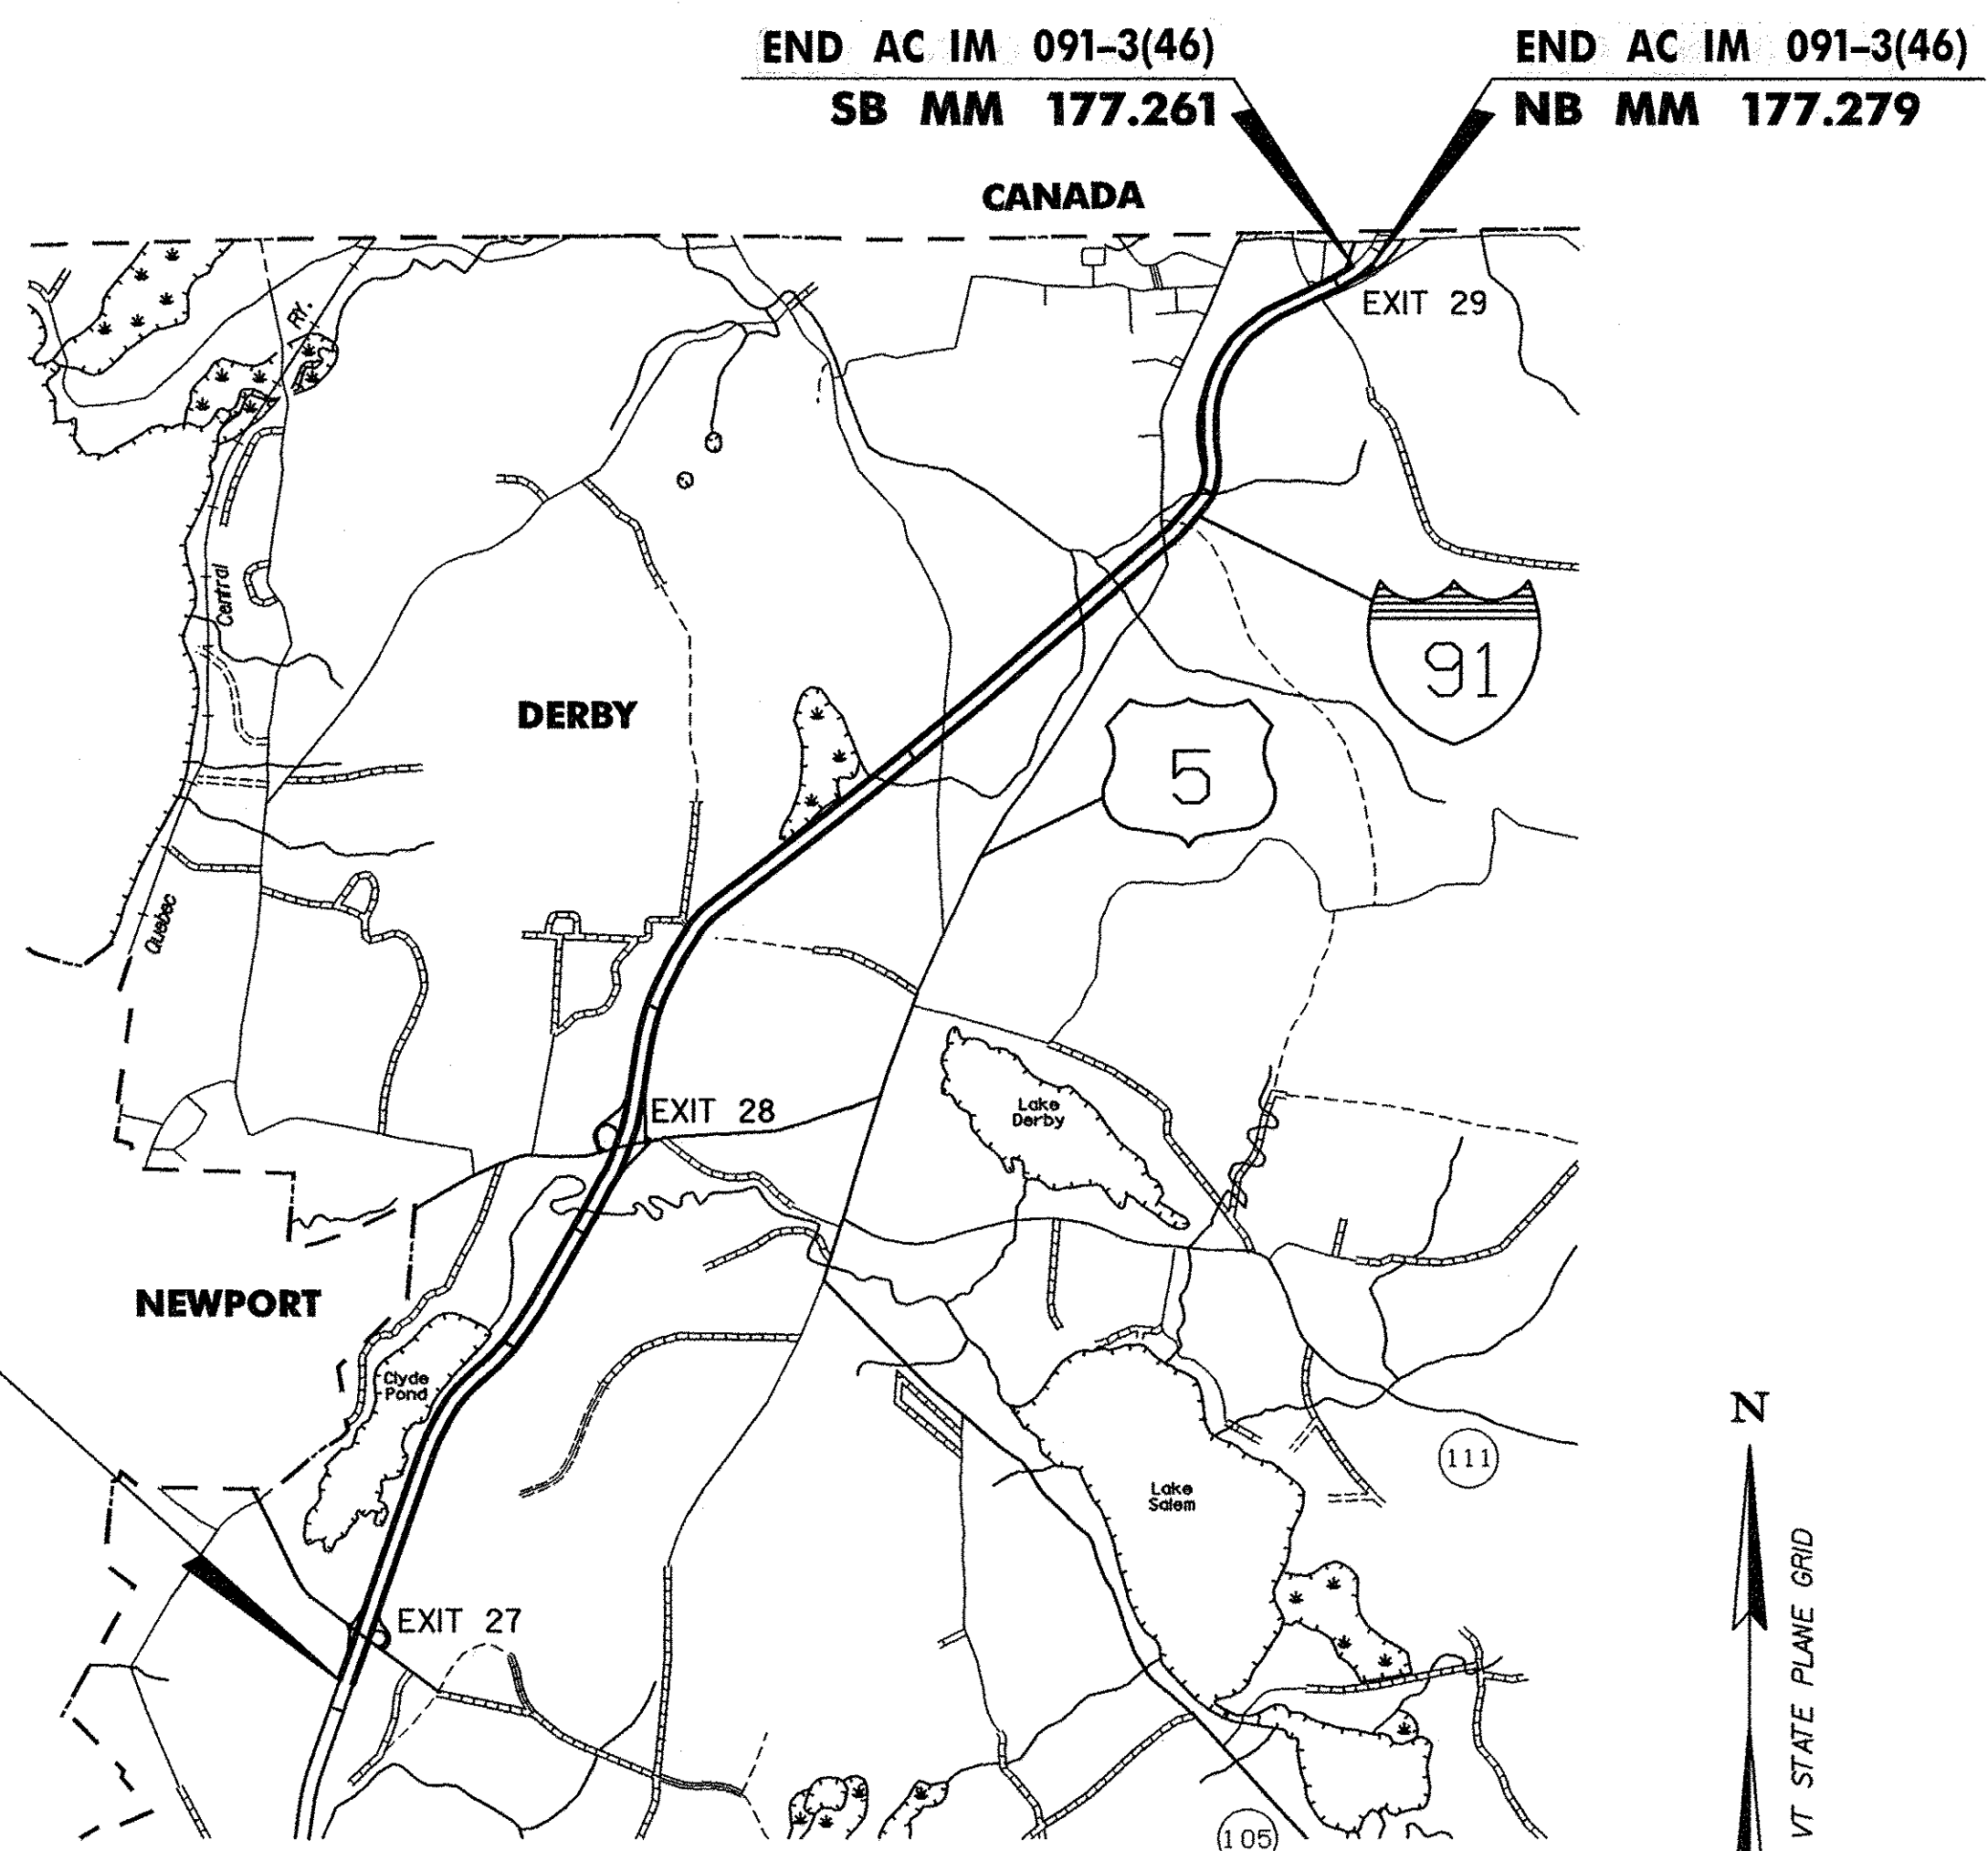 END AC IM 091-3(46)
SB MM 177.261
END AC IM 091-3(46)
NB MM 177.279
CANADA
RY.
EXIT 29
Central
91
DERBY
5
Quebec
Lake
Derby
EXIT 28
NEWPORT
Clyde
Pond
N
111
Lake
Salem
EXIT 27
VT STATE PLANE GRID
105